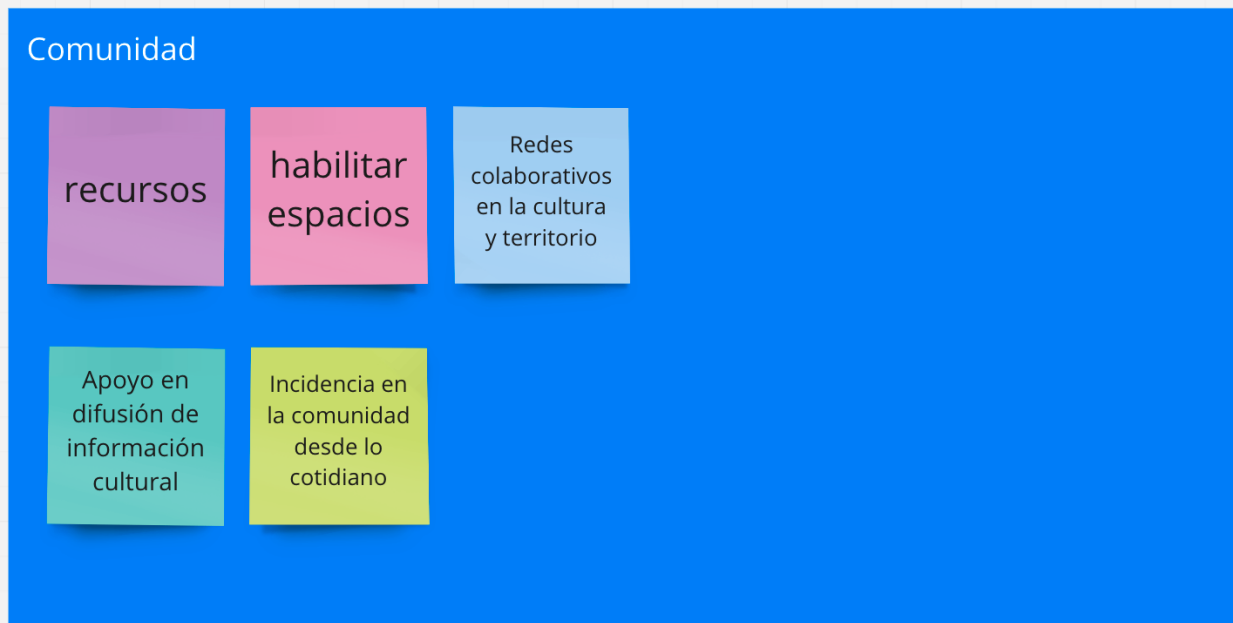 Comunidad
recursos
habilitar
espacios
Redes
colaborativos
en la cultura
y territorio
Apoyo en
difusión de
información
cultural
Incidencia en
la comunidad
desde lo
cotidiano